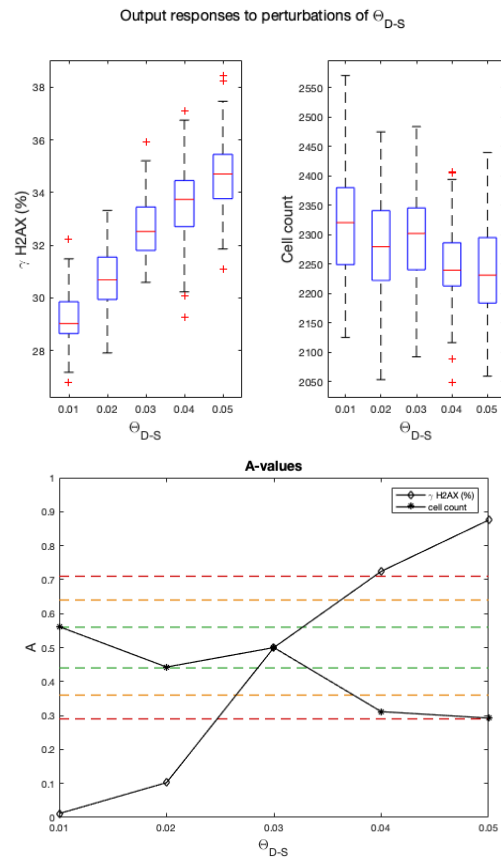 Output responses to perturbations of Θ_D-S
γ H2AX (%)
38
36
34
32
30
28
0.01 0.02 0.03 0.04 0.05
Θ_D-S
Cell count
2550
2500
2450
2400
2350
2300
2250
2200
2150
2100
2050
0.01 0.02 0.03 0.04 0.05
Θ_D-S
A-values
γ H2AX (%)
cell count
A
1
0.9
0.8
0.7
0.6
0.5
0.4
0.3
0.2
0.1
0
0.01 0.02 0.03 0.04 0.05
Θ_D-S